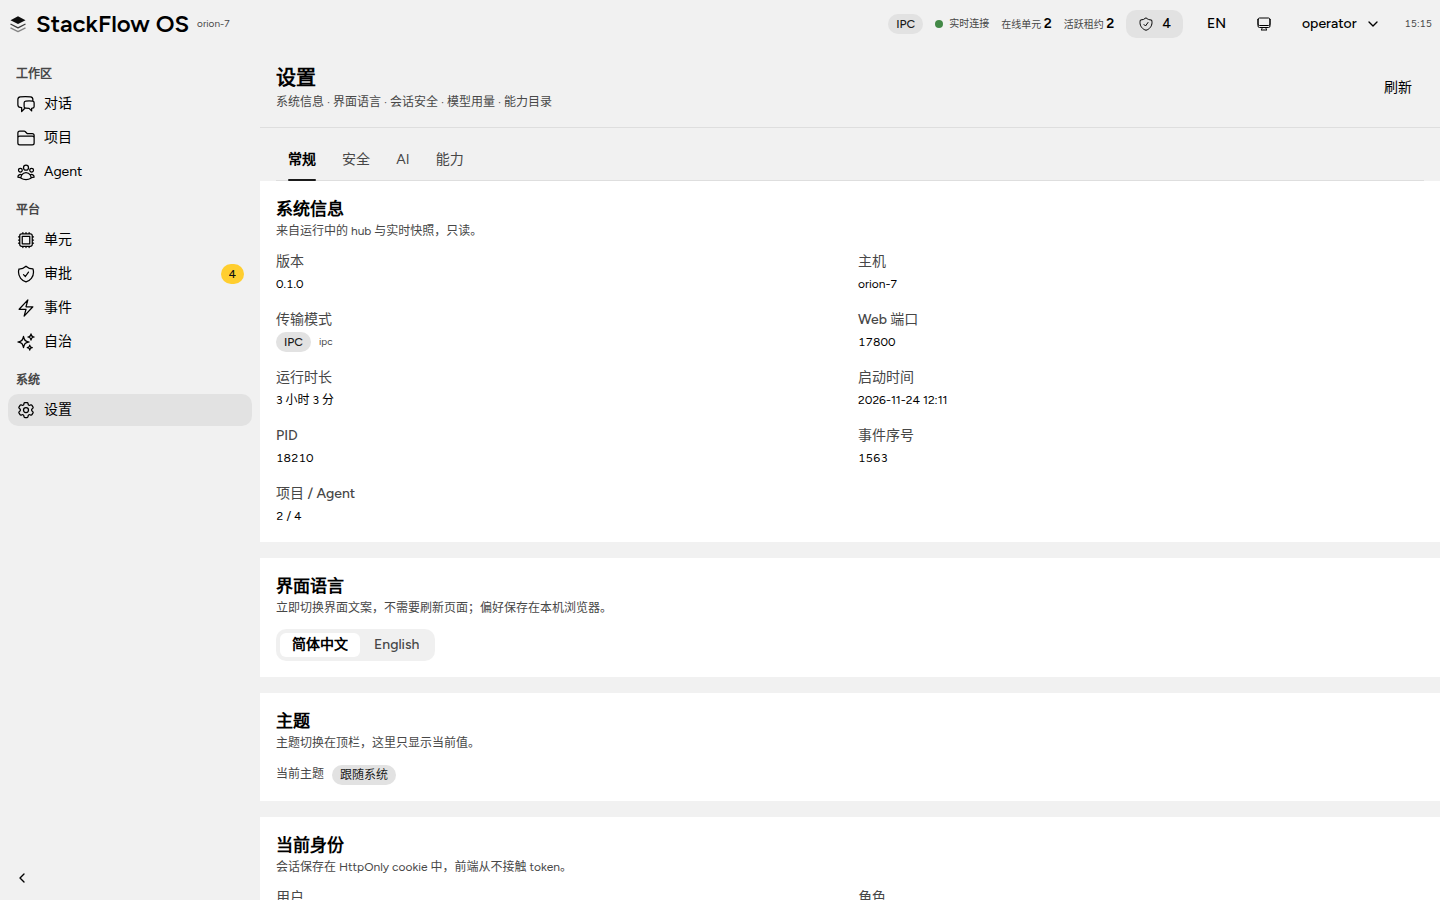 StackFlow OS orion-7 IPC 实时连接 在线单元 2 活跃租约 2 4 EN operator 15:15
工作区
对话
项目
Agent
平台
单元
审批 4
事件
自治
系统
设置
设置
系统信息 · 界面语言 · 会话安全 · 模型用量 · 能力目录
刷新
常规 安全 AI 能力
系统信息
来自运行中的 hub 与实时快照，只读。
版本
0.1.0
主机
orion-7
传输模式
IPC ipc
Web 端口
17800
运行时长
3 小时 3 分
启动时间
2026-11-24 12:11
PID
18210
事件序号
1563
项目 / Agent
2 / 4
界面语言
立即切换界面文案，不需要刷新页面；偏好保存在本机浏览器。
简体中文 English
主题
主题切换在顶栏，这里只显示当前值。
当前主题 跟随系统
当前身份
会话保存在 HttpOnly cookie 中，前端从不接触 token。
用户
角色